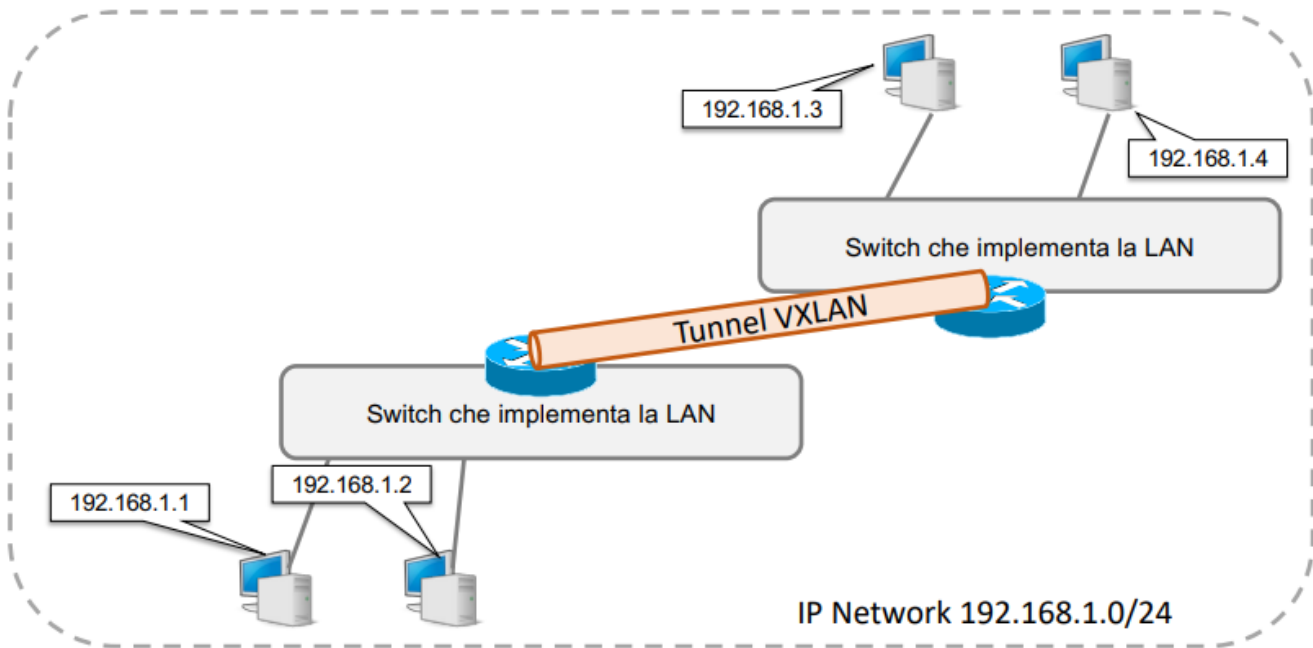 192.168.1.3
192.168.1.4
Switch che implementa la LAN
Tunnel VXLAN
Switch che implementa la LAN
192.168.1.1
192.168.1.2
IP Network 192.168.1.0/24